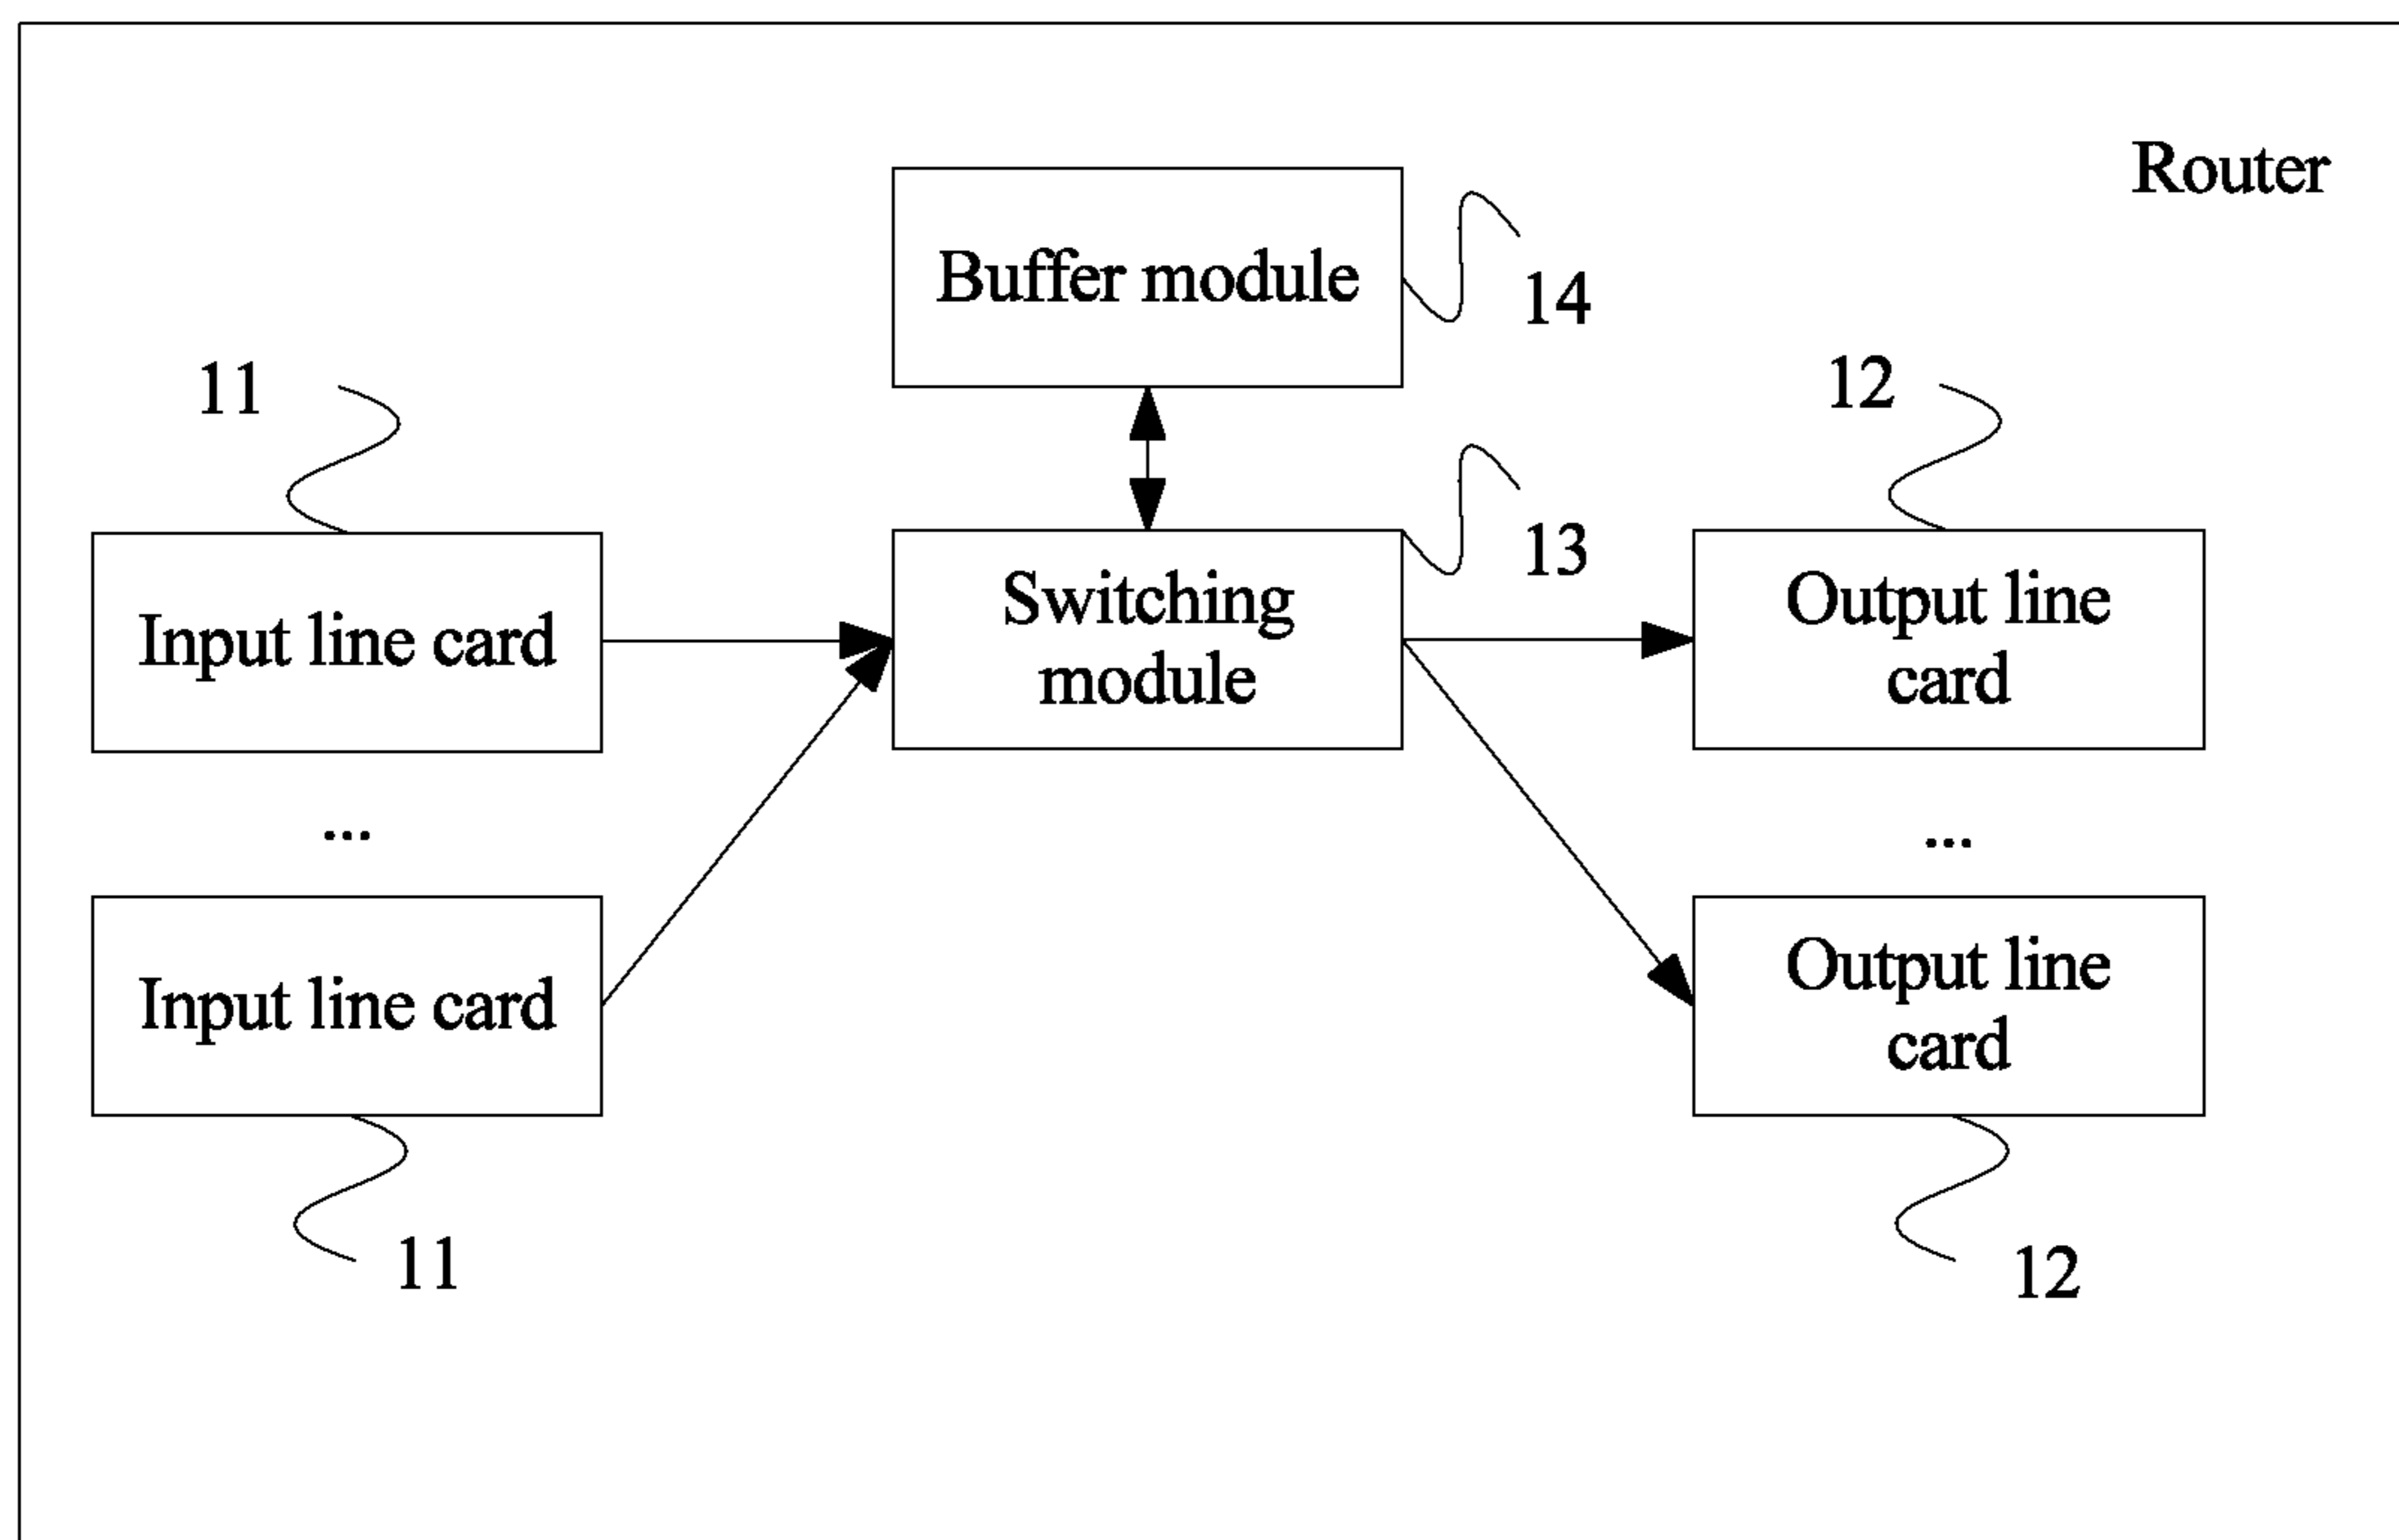 Router
Buffer module
14
11
12
13
Input line card
Switching
module
Output line
card
...
...
Input line card
Output line
card
11
12